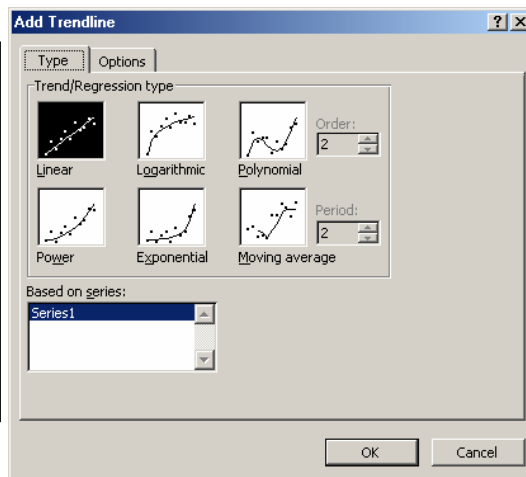 Add Trendline
Type Options
Trend/Regression type
Order:
2
Linear Logarithmic Polynomial
Period:
2
Power Exponential Moving average
Based on series:
Series1
OK Cancel